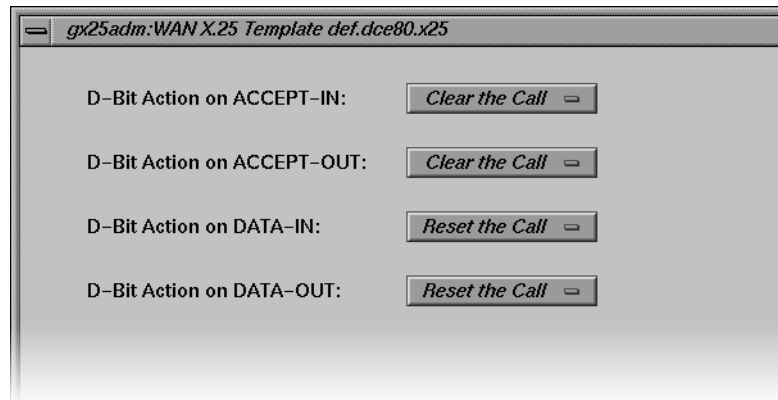 gx25adm:WAN X.25 Template def.dce80.x25
D-Bit Action on ACCEPT-IN: Clear the Call
D-Bit Action on ACCEPT-OUT: Clear the Call
D-Bit Action on DATA-IN: Reset the Call
D-Bit Action on DATA-OUT: Reset the Call